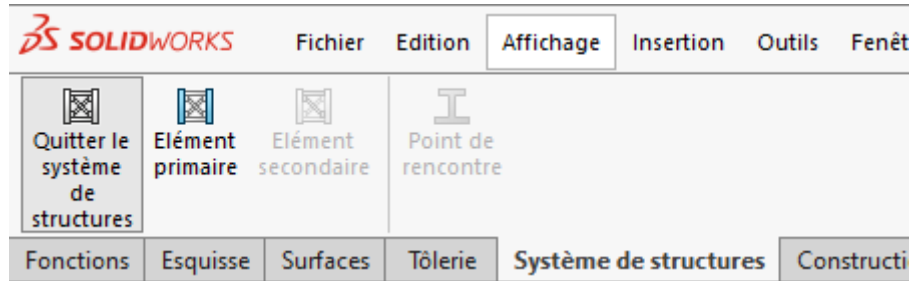 SOLIDWORKS Fichier Edition Affichage Insertion Outils
Quitter le système de structures
Elément primaire
Elément secondaire
Point de rencontre
Fonctions Esquisse Surfaces Tôlerie Système de structures